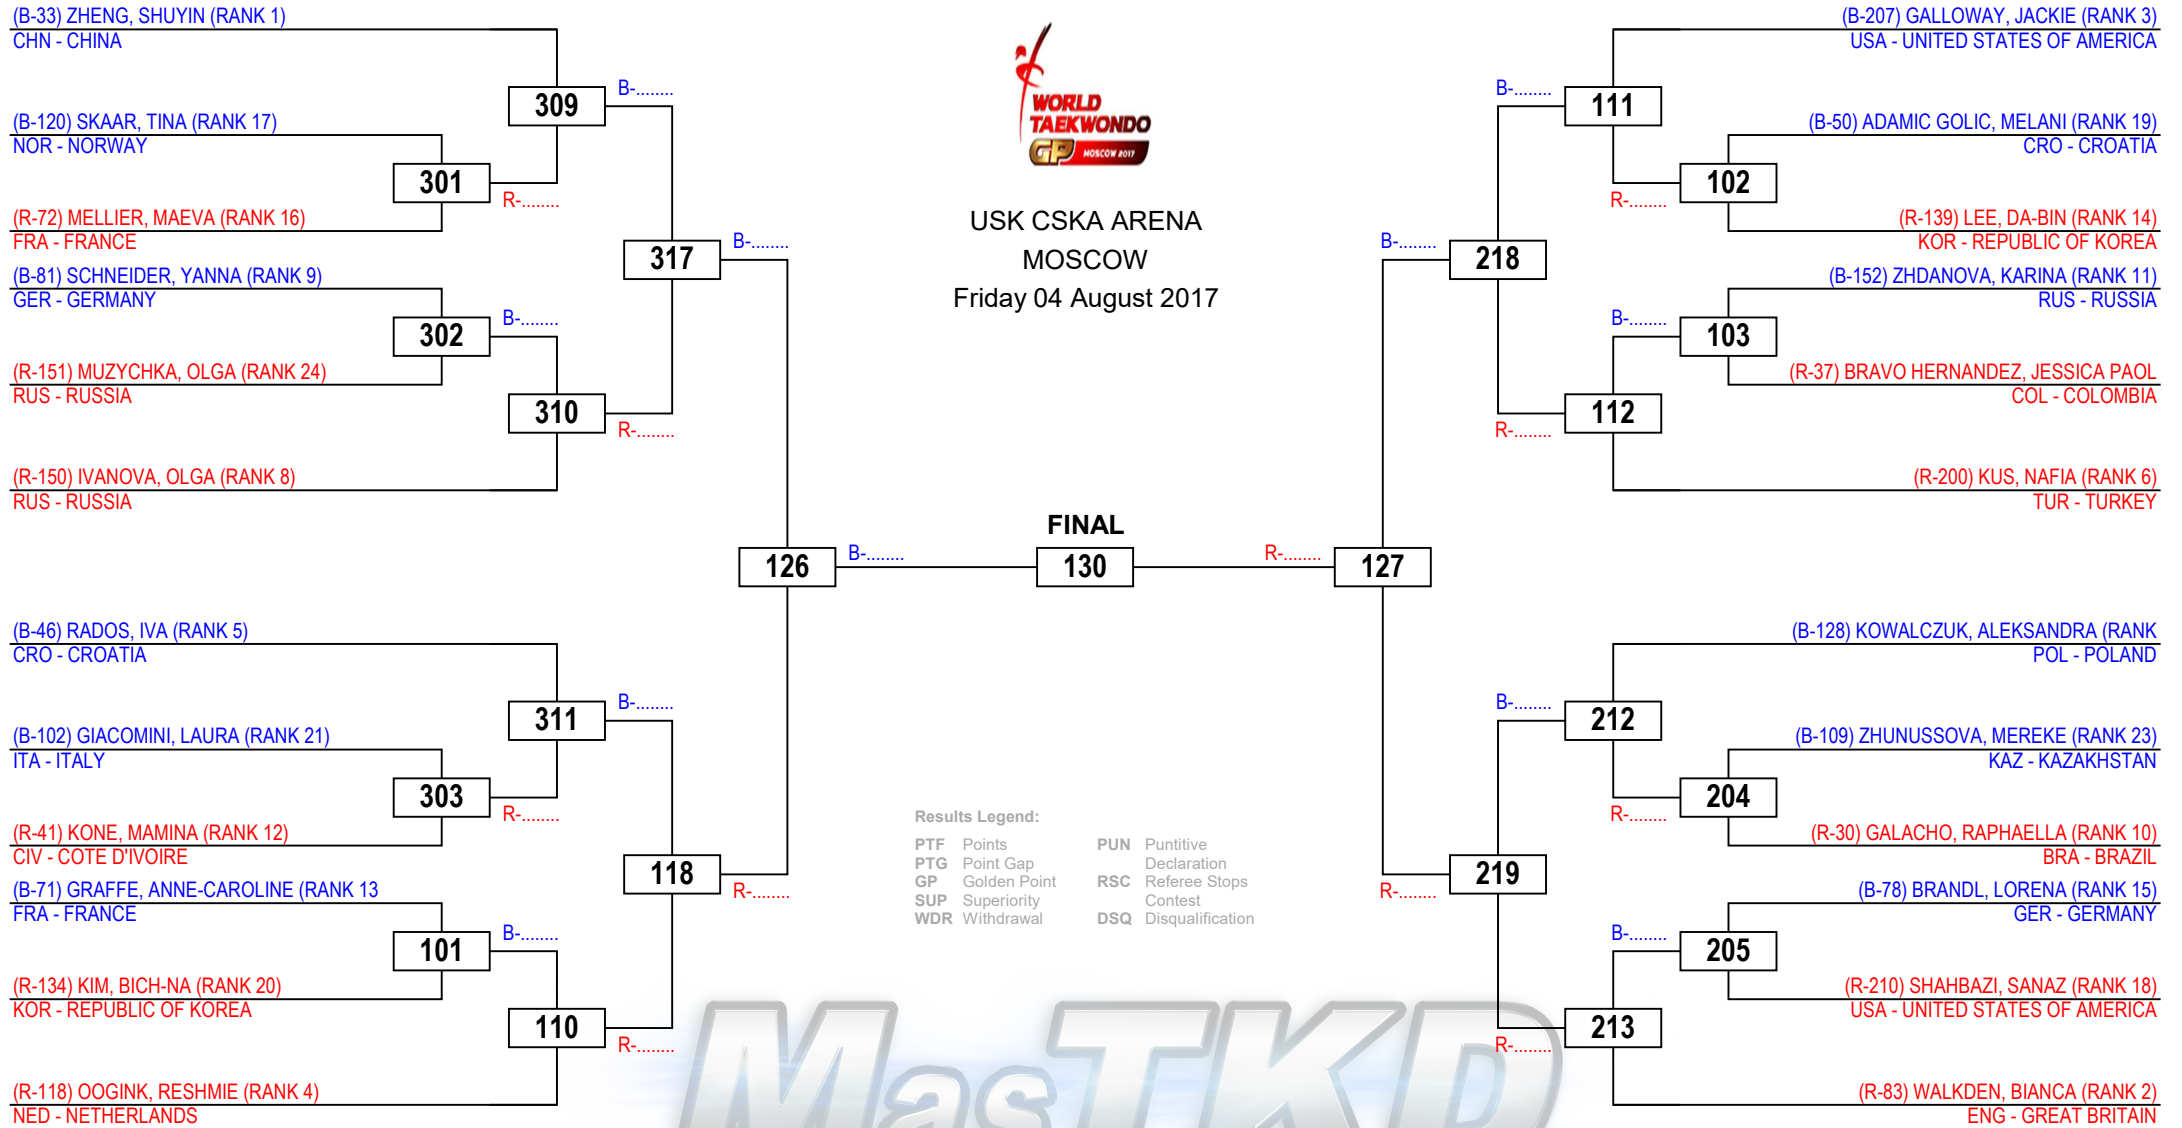 (B-33) ZHENG, SHUYIN (RANK 1)
CHN - CHINA
309
B-........
(B-120) SKAAR, TINA (RANK 17)
NOR - NORWAY
301
R-........
(R-72) MELLIER, MAEVA (RANK 16)
FRA - FRANCE
317
B-........
(B-81) SCHNEIDER, YANNA (RANK 9)
GER - GERMANY
302
B-........
(R-151) MUZYCHKA, OLGA (RANK 24)
RUS - RUSSIA
310
R-........
(R-150) IVANOVA, OLGA (RANK 8)
RUS - RUSSIA
126
B-........
(B-46) RADOS, IVA (RANK 5)
CRO - CROATIA
311
B-........
(B-102) GIACOMINI, LAURA (RANK 21)
ITA - ITALY
303
R-........
(R-41) KONE, MAMINA (RANK 12)
CIV - COTE D'IVOIRE
118
R-........
(B-71) GRAFFE, ANNE-CAROLINE (RANK 13
FRA - FRANCE
101
B-........
(R-134) KIM, BICH-NA (RANK 20)
KOR - REPUBLIC OF KOREA
110
R-........
(R-118) OOGINK, RESHMIE (RANK 4)
NED - NETHERLANDS
WORLD
TAEKWONDO
GP MOSCOW 2017
USK CSKA ARENA
MOSCOW
Friday 04 August 2017
FINAL
130
Results Legend:
PTF Points
PTG Point Gap
GP Golden Point
SUP Superiority
WDR Withdrawal
PUN Puntitive
Declaration
RSC Referee Stops
Contest
DSQ Disqualification
MasTKD
(B-207) GALLOWAY, JACKIE (RANK 3)
USA - UNITED STATES OF AMERICA
B-........
111
(B-50) ADAMIC GOLIC, MELANI (RANK 19)
CRO - CROATIA
102
R-........
(R-139) LEE, DA-BIN (RANK 14)
KOR - REPUBLIC OF KOREA
B-........
218
(B-152) ZHDANOVA, KARINA (RANK 11)
RUS - RUSSIA
B-........
103
(R-37) BRAVO HERNANDEZ, JESSICA PAOL
COL - COLOMBIA
R-........
112
(R-200) KUS, NAFIA (RANK 6)
TUR - TURKEY
R-........
127
(B-128) KOWALCZUK, ALEKSANDRA (RANK
POL - POLAND
B-........
212
(B-109) ZHUNUSSOVA, MEREKE (RANK 23)
KAZ - KAZAKHSTAN
204
R-........
(R-30) GALACHO, RAPHAELLA (RANK 10)
BRA - BRAZIL
R-........
219
(B-78) BRANDL, LORENA (RANK 15)
GER - GERMANY
B-........
205
(R-210) SHAHBAZI, SANAZ (RANK 18)
USA - UNITED STATES OF AMERICA
R-........
213
(R-83) WALKDEN, BIANCA (RANK 2)
ENG - GREAT BRITAIN